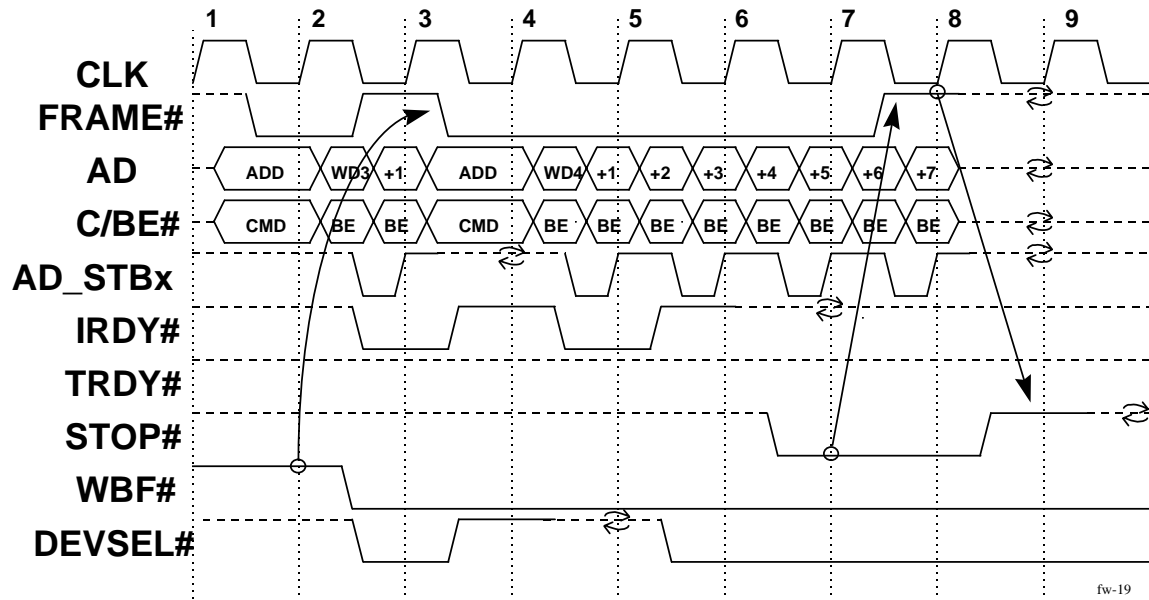 1 2 3 4 5 6 7 8 9
CLK
FRAME#
AD ADD WD3 +1 ADD WD4 +1 +2 +3 +4 +5 +6 +7
C/BE# CMD BE BE CMD BE BE BE BE BE BE BE BE
AD_STBx
IRDY#
TRDY#
STOP#
WBF#
DEVSEL#
fw-19